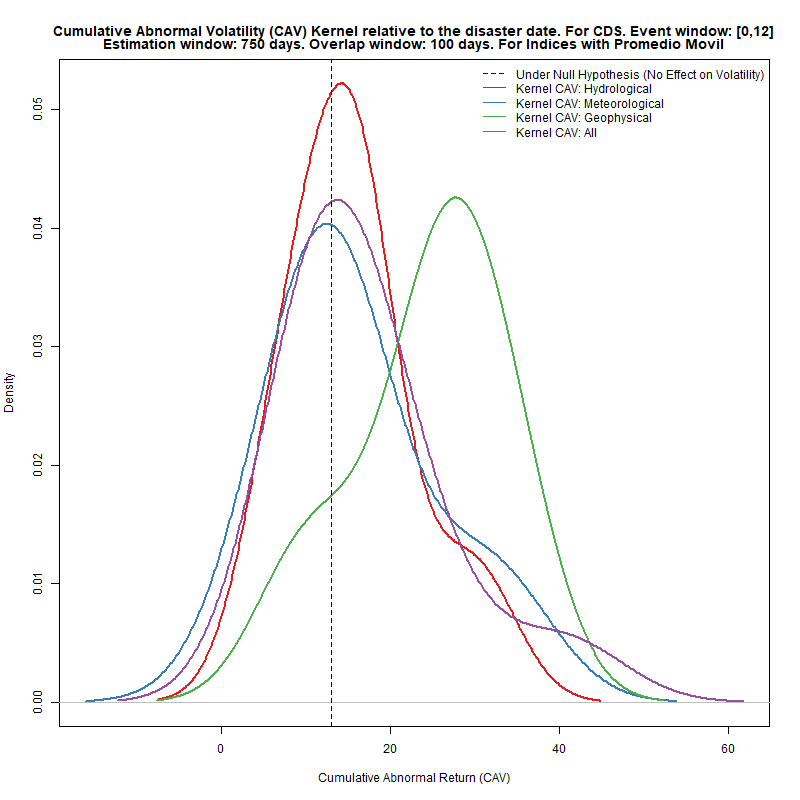 Cumulative Abnormal Volatility (CAV) Kernel relative to the disaster date. For CDS. Event window: [0,12]
Estimation window: 750 days. Overlap window: 100 days. For Indices with Promedio Movil
Under Null Hypothesis (No Effect on Volatility)
Kernel CAV: Hydrological
Kernel CAV: Meteorological
Kernel CAV: Geophysical
Kernel CAV: All
Density
0.05
0.04
0.03
0.02
0.01
0.00
0
20
40
60
Cumulative Abnormal Return (CAV)